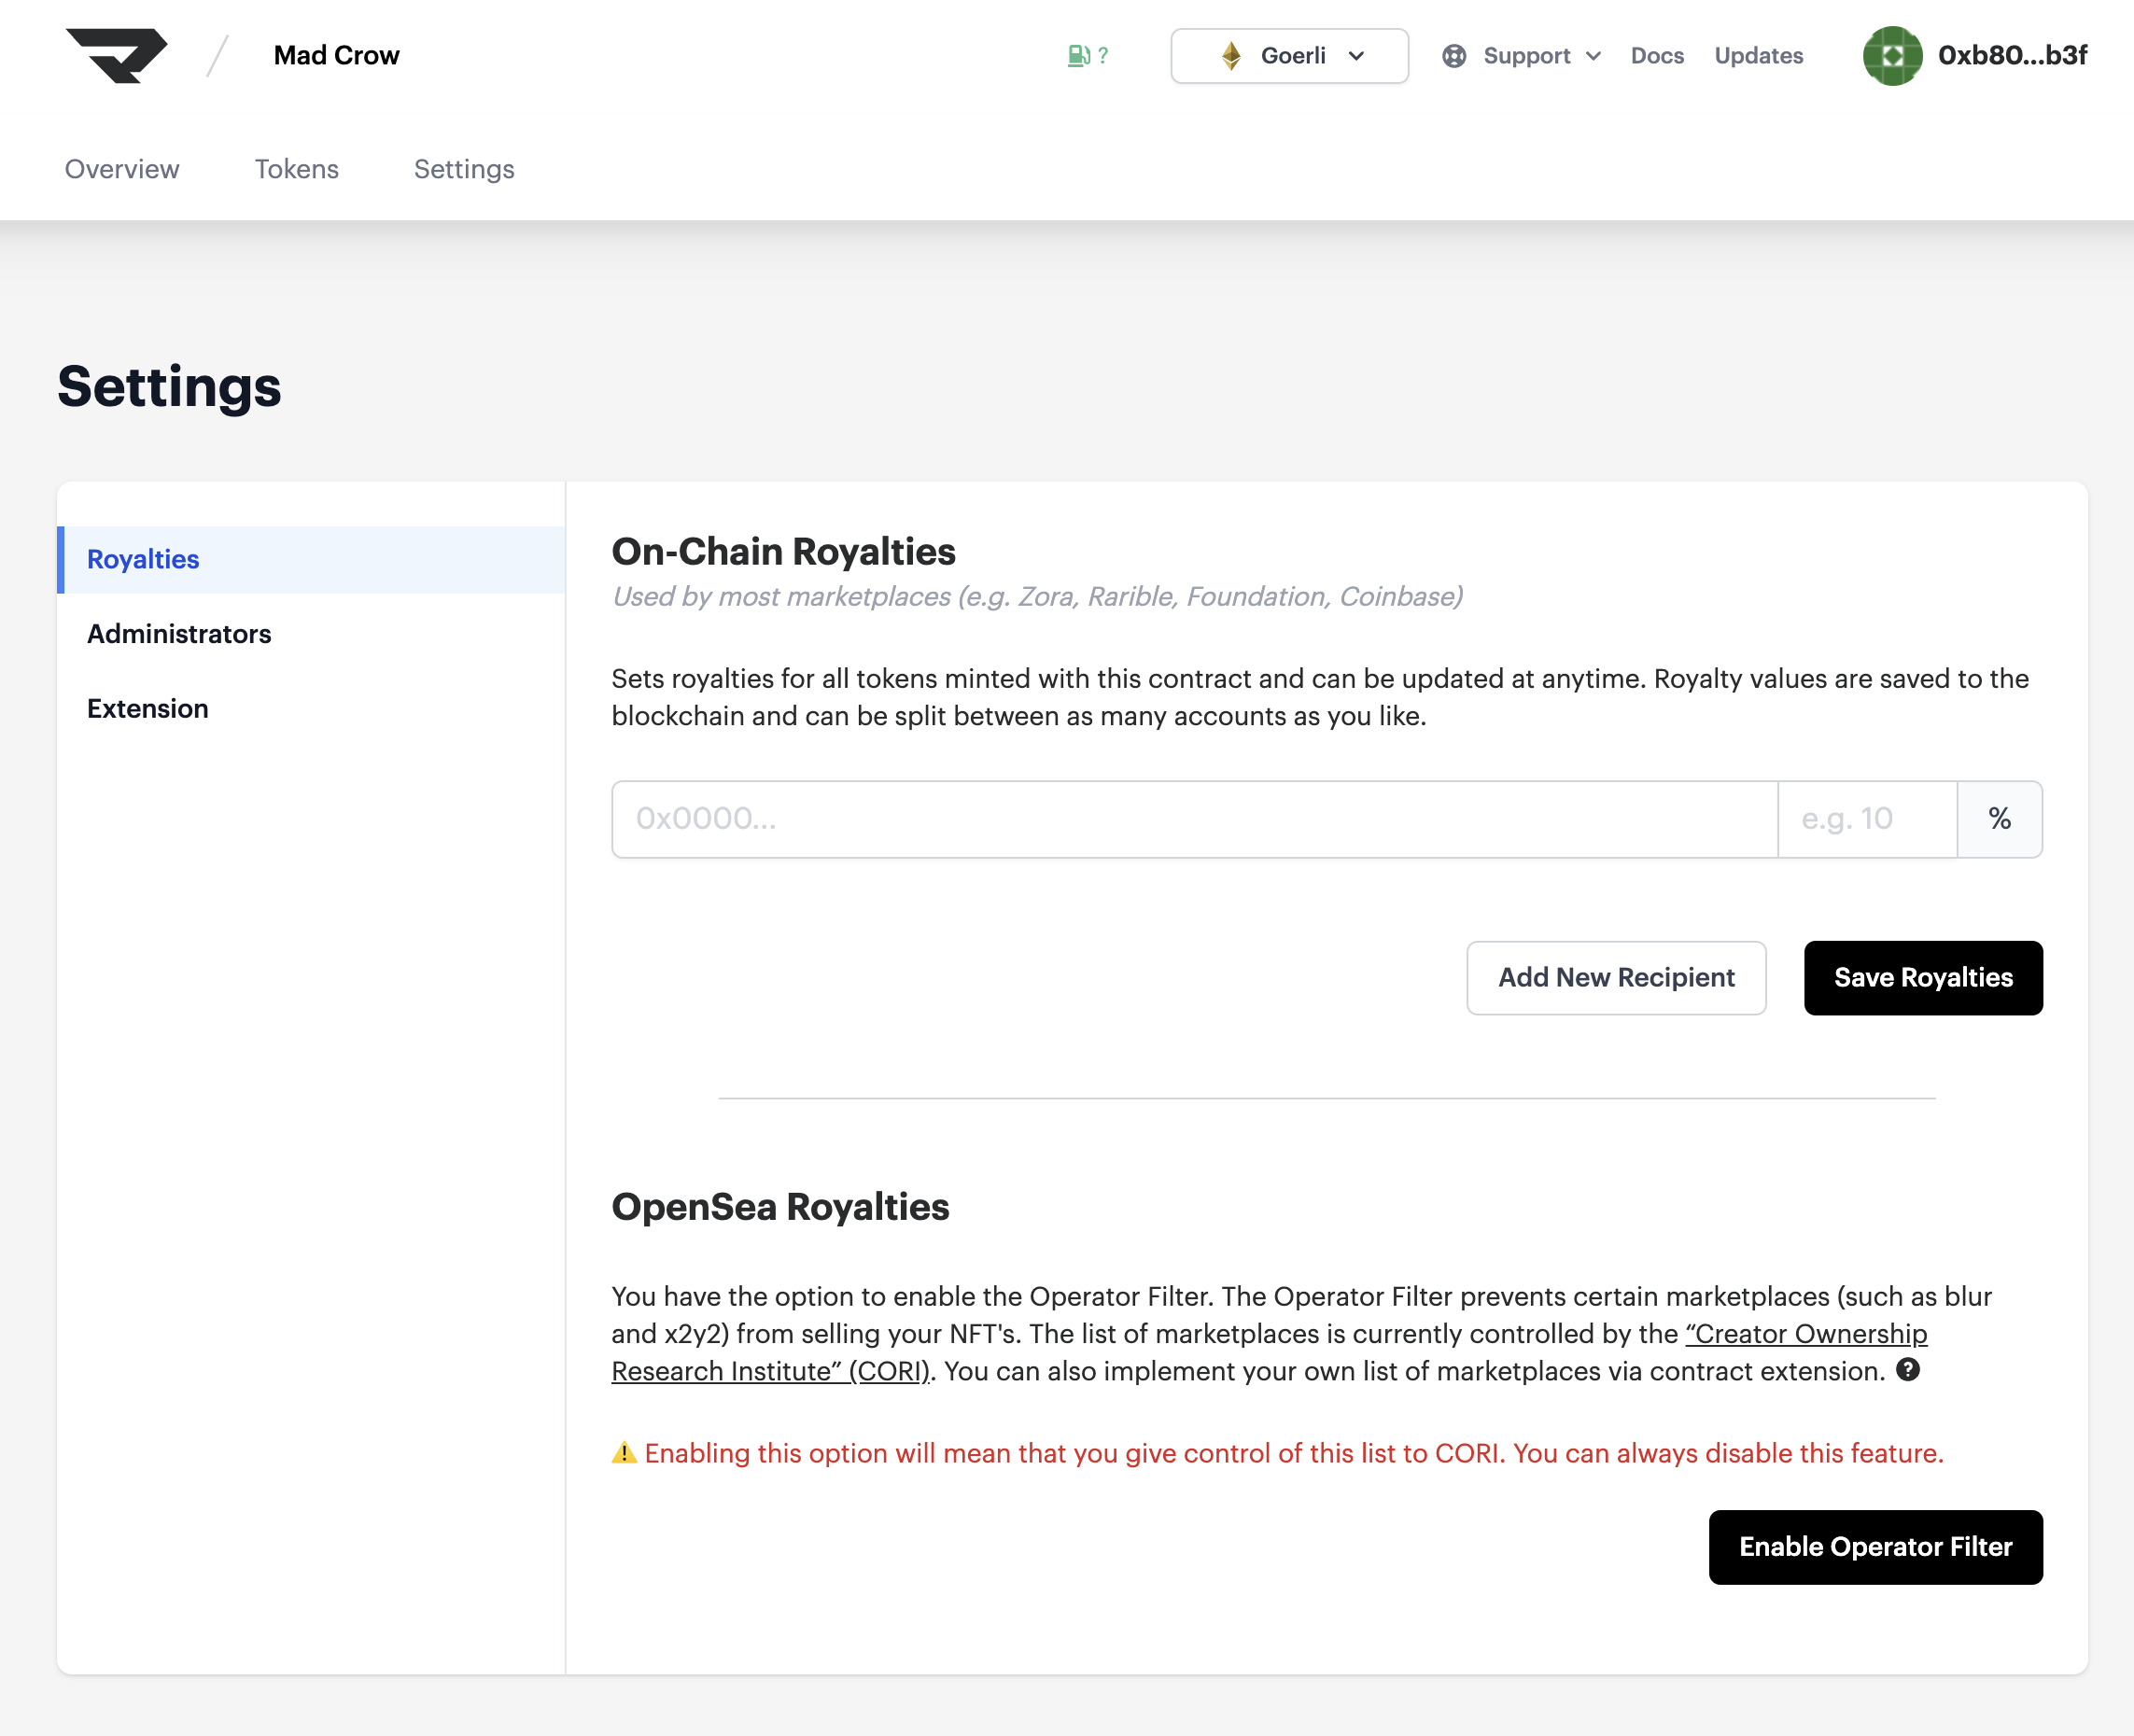 Mad Crow
?
Goerli
Support
Docs
Updates
0xb80...b3f
Overview
Tokens
Settings
Settings
Royalties
Administrators
Extension
On-Chain Royalties
Used by most marketplaces (e.g. Zora, Rarible, Foundation, Coinbase)
Sets royalties for all tokens minted with this contract and can be updated at anytime. Royalty values are saved to the
blockchain and can be split between as many accounts as you like.
0x0000...
e.g. 10
%
Add New Recipient
Save Royalties
OpenSea Royalties
You have the option to enable the Operator Filter. The Operator Filter prevents certain marketplaces (such as blur
and x2y2) from selling your NFT's. The list of marketplaces is currently controlled by the “Creator Ownership
Research Institute” (CORI). You can also implement your own list of marketplaces via contract extension. ?
⚠️ Enabling this option will mean that you give control of this list to CORI. You can always disable this feature.
Enable Operator Filter